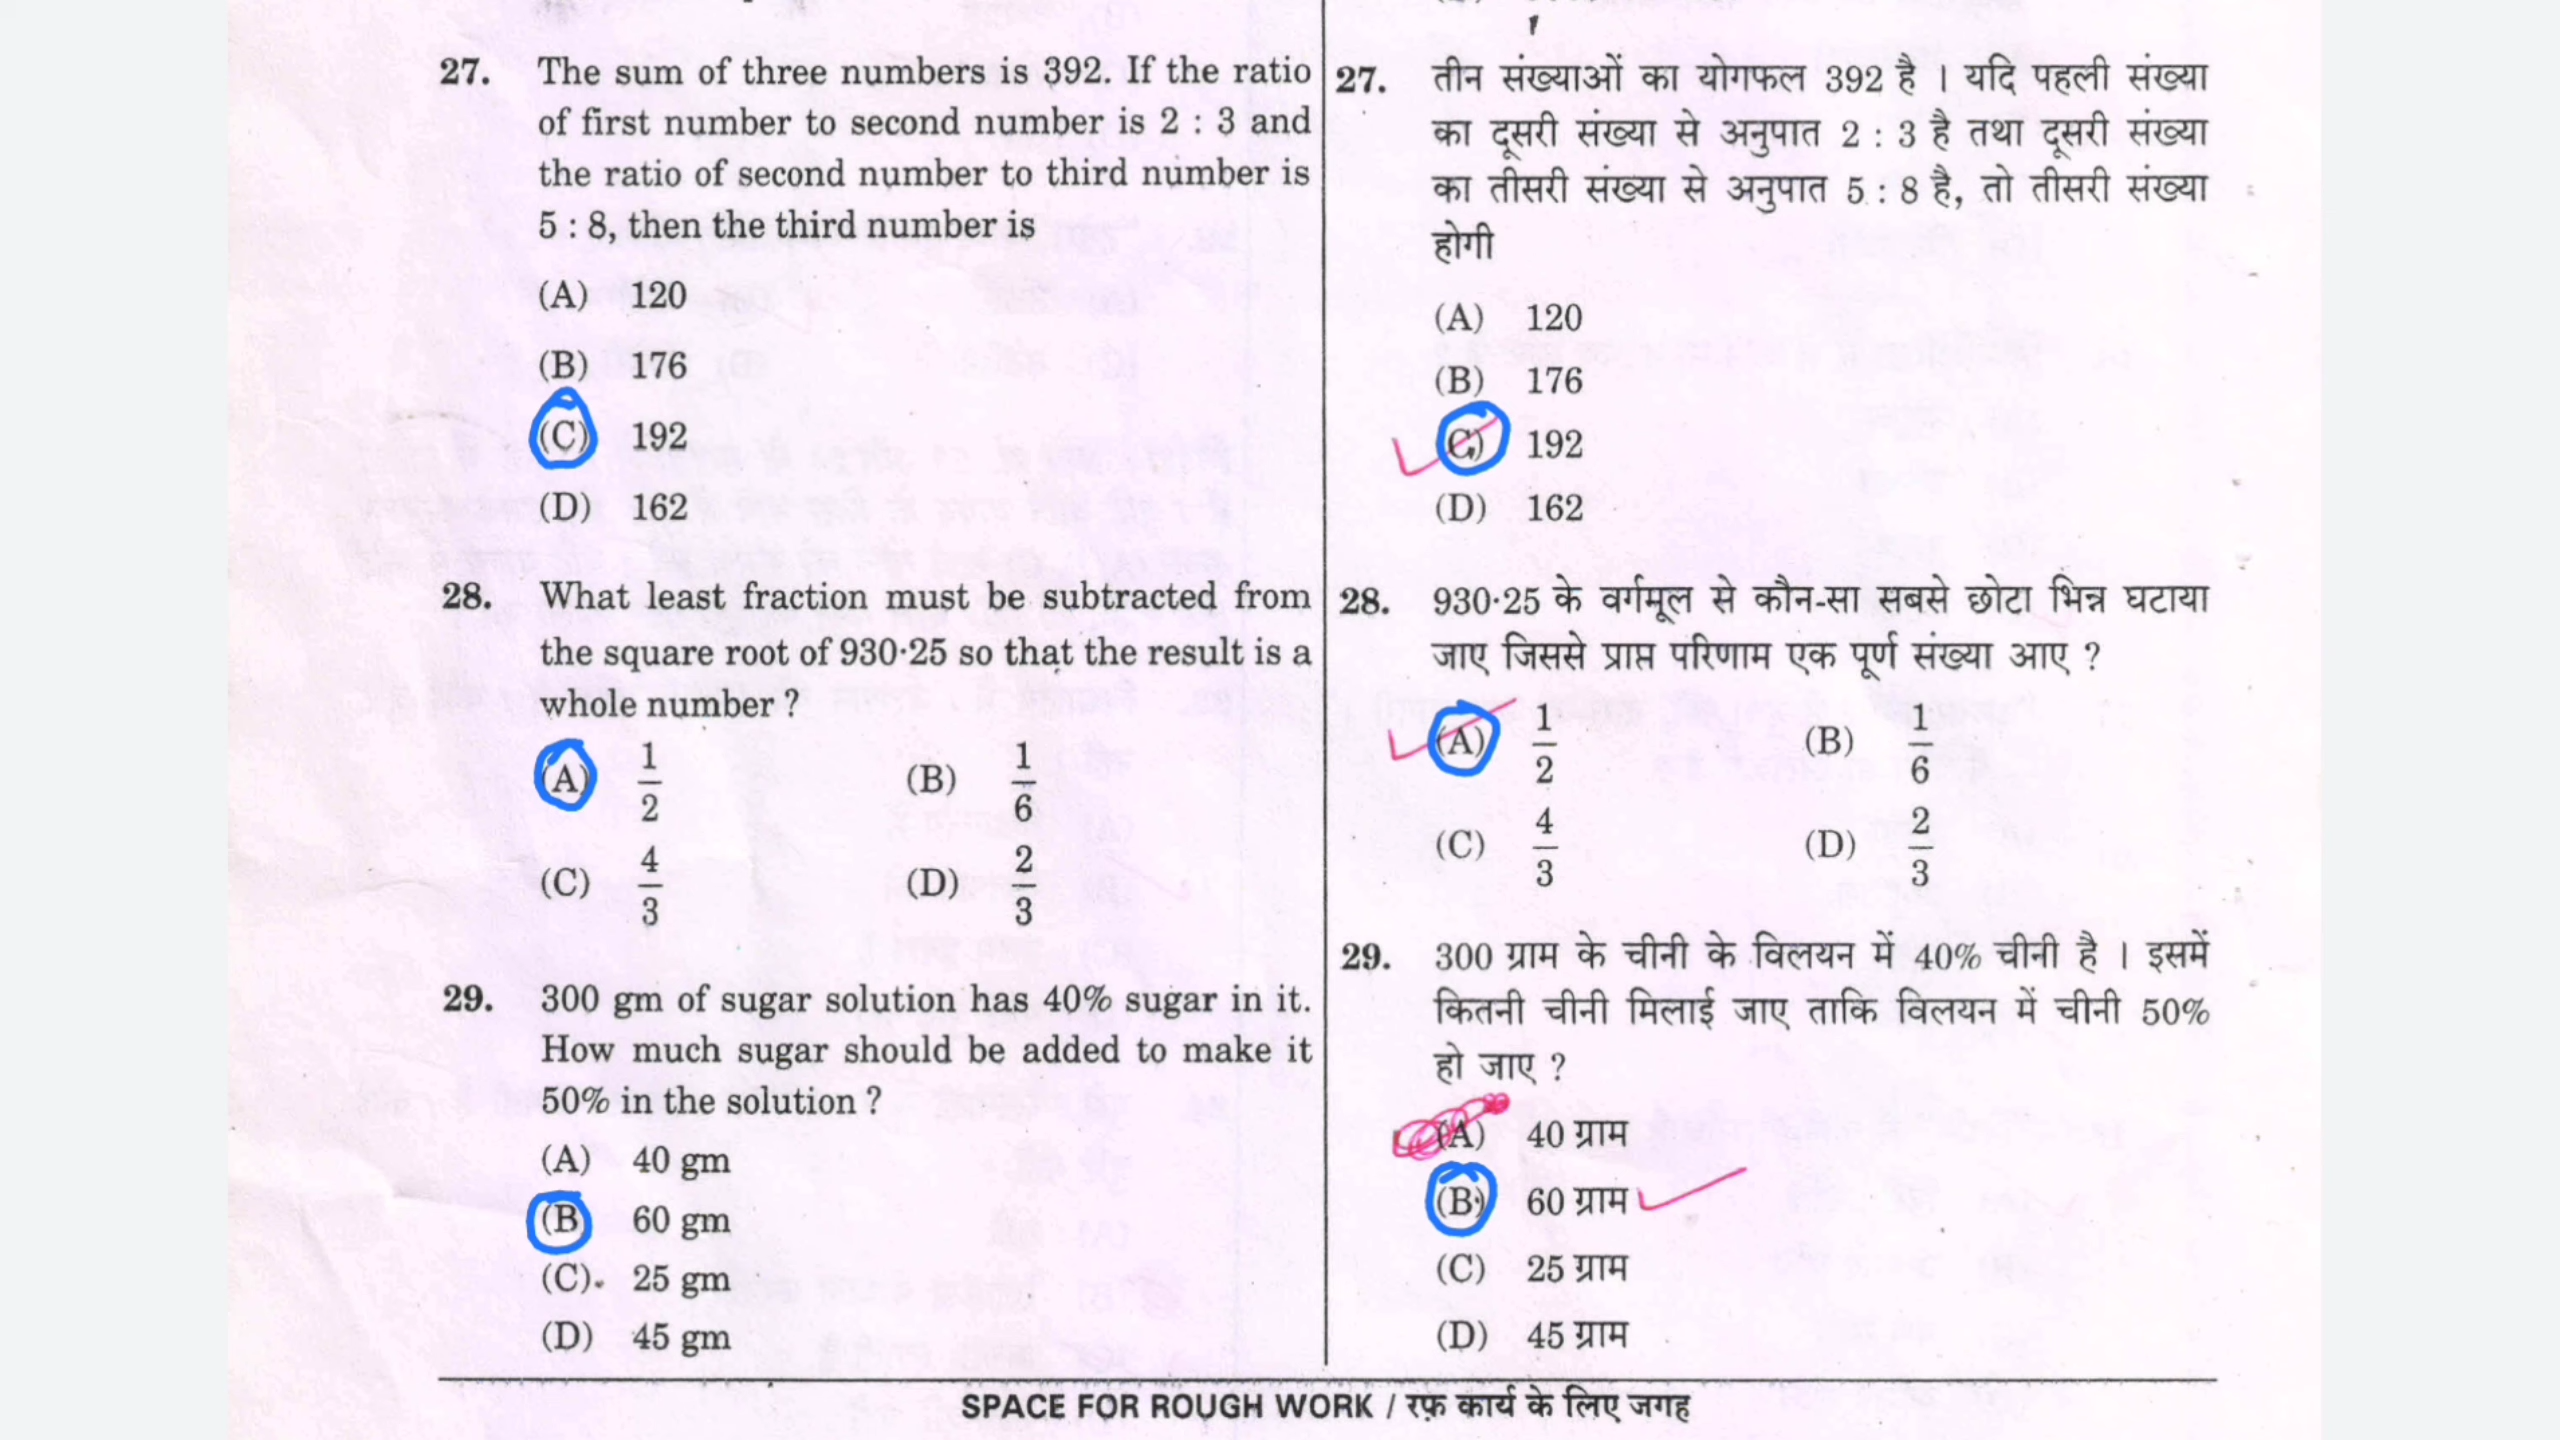 27. The sum of three numbers is 392. If the ratio
of first number to second number is 2 : 3 and
the ratio of second number to third number is
5 : 8, then the third number is
(A) 120
(B) 176
(C) 192
(D) 162
28. What least fraction must be subtracted from
the square root of 930·25 so that the result is a
whole number ?
(A) 1/2 (B) 1/6
(C) 4/3 (D) 2/3
29. 300 gm of sugar solution has 40% sugar in it.
How much sugar should be added to make it
50% in the solution ?
(A) 40 gm
(B) 60 gm
(C) 25 gm
(D) 45 gm
27. तीन संख्याओं का योगफल 392 है । यदि पहली संख्या
का दूसरी संख्या से अनुपात 2 : 3 है तथा दूसरी संख्या
का तीसरी संख्या से अनुपात 5 : 8 है, तो तीसरी संख्या
होगी
(A) 120
(B) 176
(C) 192
(D) 162
28. 930·25 के वर्गमूल से कौन-सा सबसे छोटा भिन्न घटाया
जाए जिससे प्राप्त परिणाम एक पूर्ण संख्या आए ?
(A) 1/2 (B) 1/6
(C) 4/3 (D) 2/3
29. 300 ग्राम के चीनी के विलयन में 40% चीनी है । इसमें
कितनी चीनी मिलाई जाए ताकि विलयन में चीनी 50%
हो जाए ?
(A) 40 ग्राम
(B) 60 ग्राम
(C) 25 ग्राम
(D) 45 ग्राम
SPACE FOR ROUGH WORK / रफ़ कार्य के लिए जगह